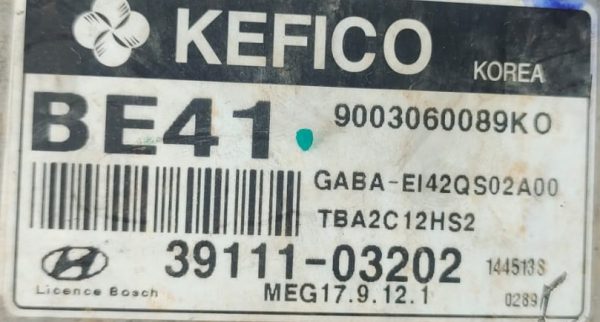 KEFICO
KOREA
BE41
9003060089KO
GABA-EI42QS02A00
TBA2C12HS2
39111-03202
144513S
Licence Bosch
MEG17.9.12.1
0289